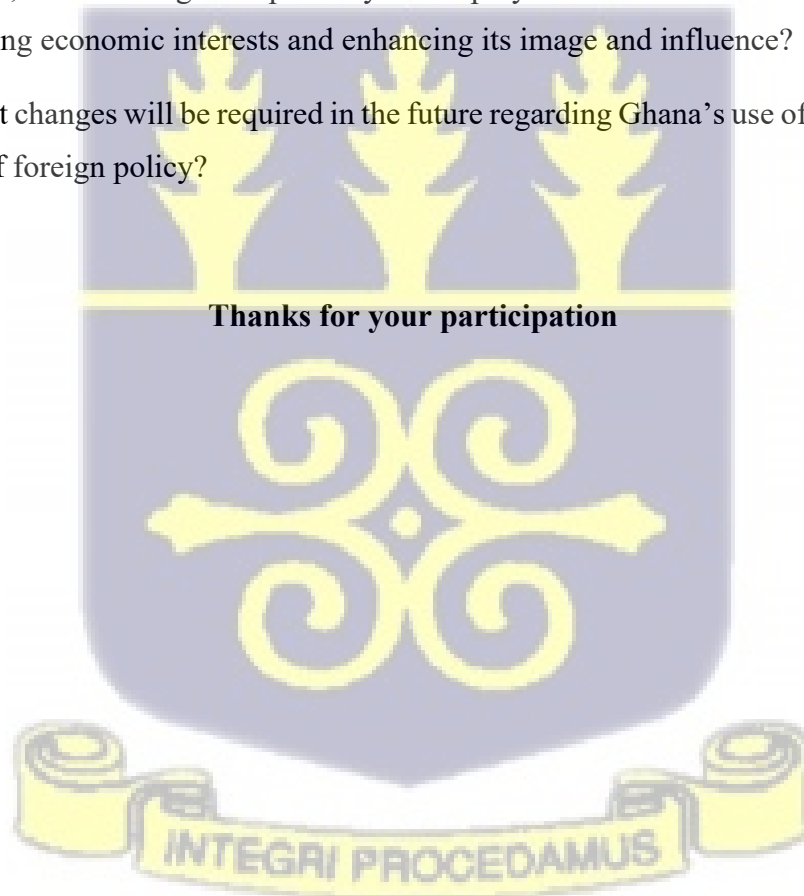 ng economic interests and enhancing its image and influence?
t changes will be required in the future regarding Ghana's use of
f foreign policy?
Thanks for your participation
INTEGRI PROCEDAMUS